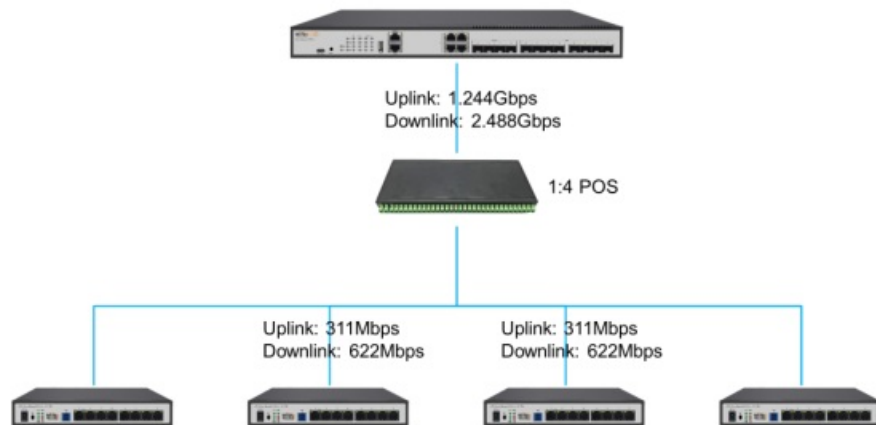 Uplink: 1.244Gbps
Downlink: 2.488Gbps
1:4 POS
Uplink: 311Mbps
Downlink: 622Mbps
Uplink: 311Mbps
Downlink: 622Mbps